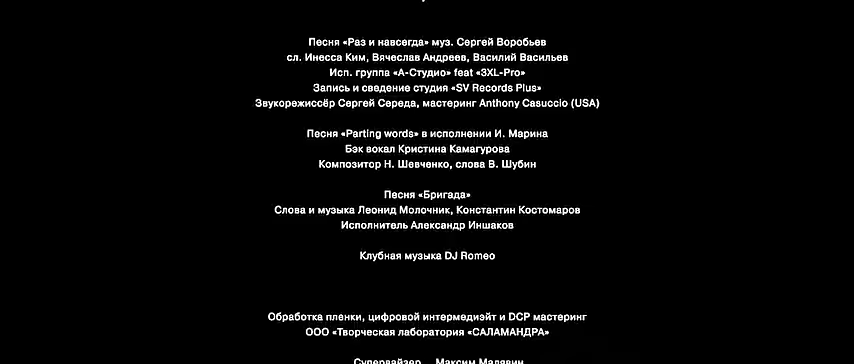 Песня «Раз и навсегда» муз. Сергей Воробьев
сл. Инесса Ким, Вячеслав Андреев, Василий Васильев
Исп. группа «А-Студио» feat «3XL-Pro»
Запись и сведение студия «SV Records Plus»
Звукорежиссёр Сергей Середа, мастеринг Anthony Casuccio (USA)
Песня «Parting words» в исполнении И. Марина
Бэк вокал Кристина Камагурова
Композитор Н. Шевченко, слова В. Шубин
Песня «Бригада»
Слова и музыка Леонид Молочник, Константин Костомаров
Исполнитель Александр Иншаков
Клубная музыка DJ Romeo
Обработка пленки, цифровой интермедиэйт и DCP мастеринг
ООО «Творческая лаборатория «САЛАМАНДРА»
Супервайзер Максим Малявин